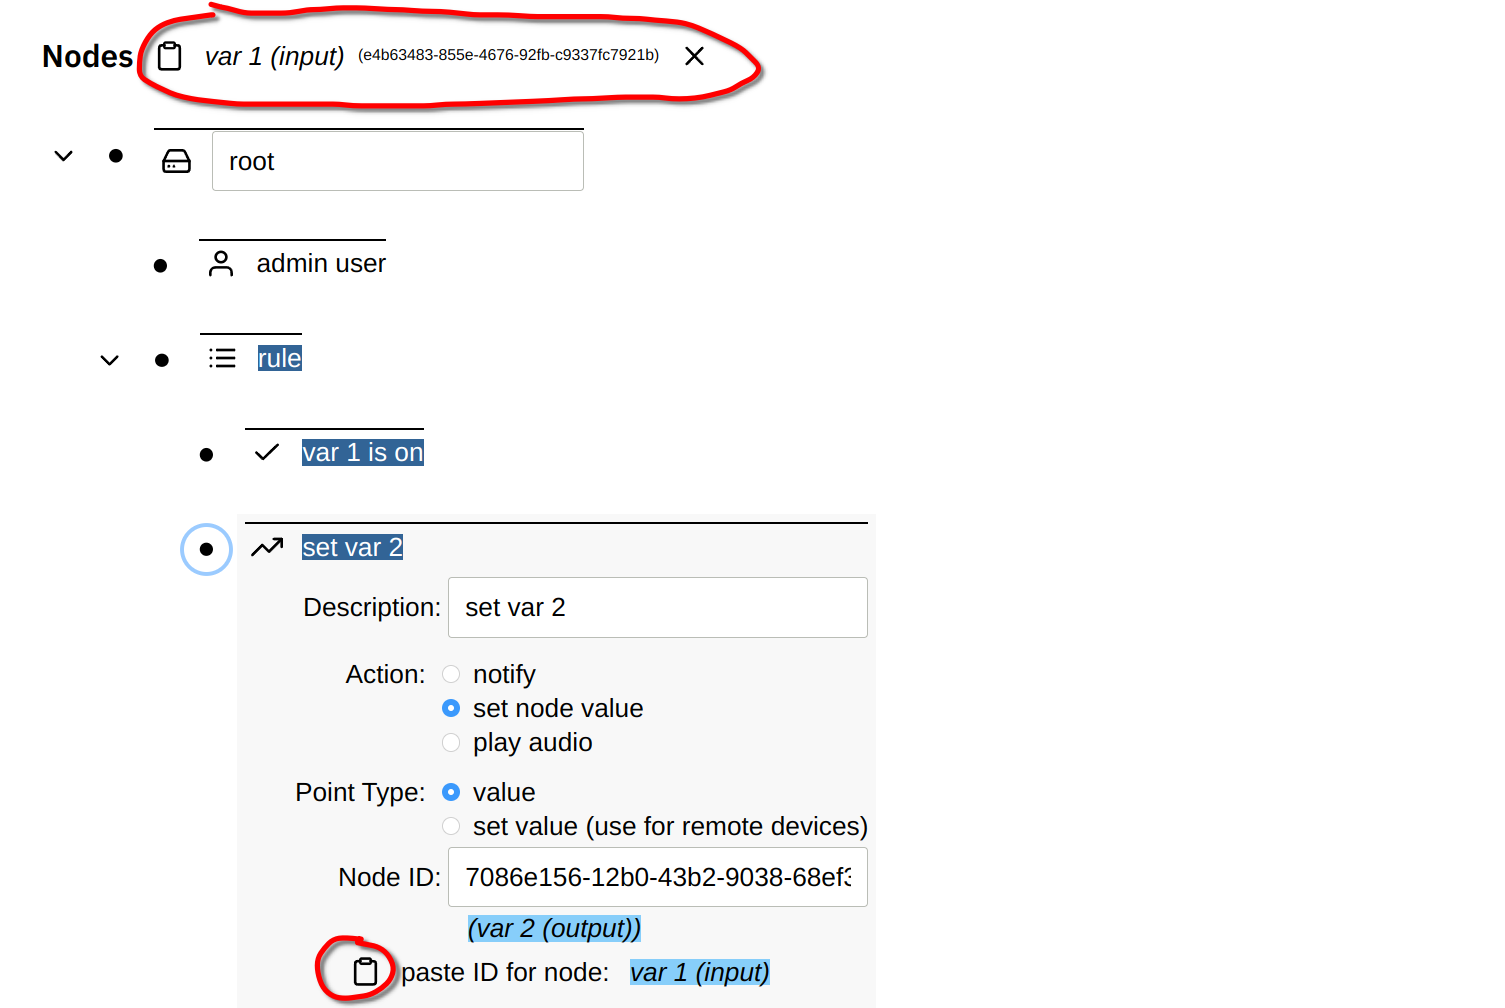 Nodes var 1 (input) (e4b63483-855e-4676-92fb-c9337fc7921b)
root
admin user
rule
var 1 is on
set var 2
Description: set var 2
Action: notify
set node value
play audio
Point Type: value
set value (use for remote devices)
Node ID: 7086e156-12b0-43b2-9038-68ef
(var 2 (output))
paste ID for node: var 1 (input)